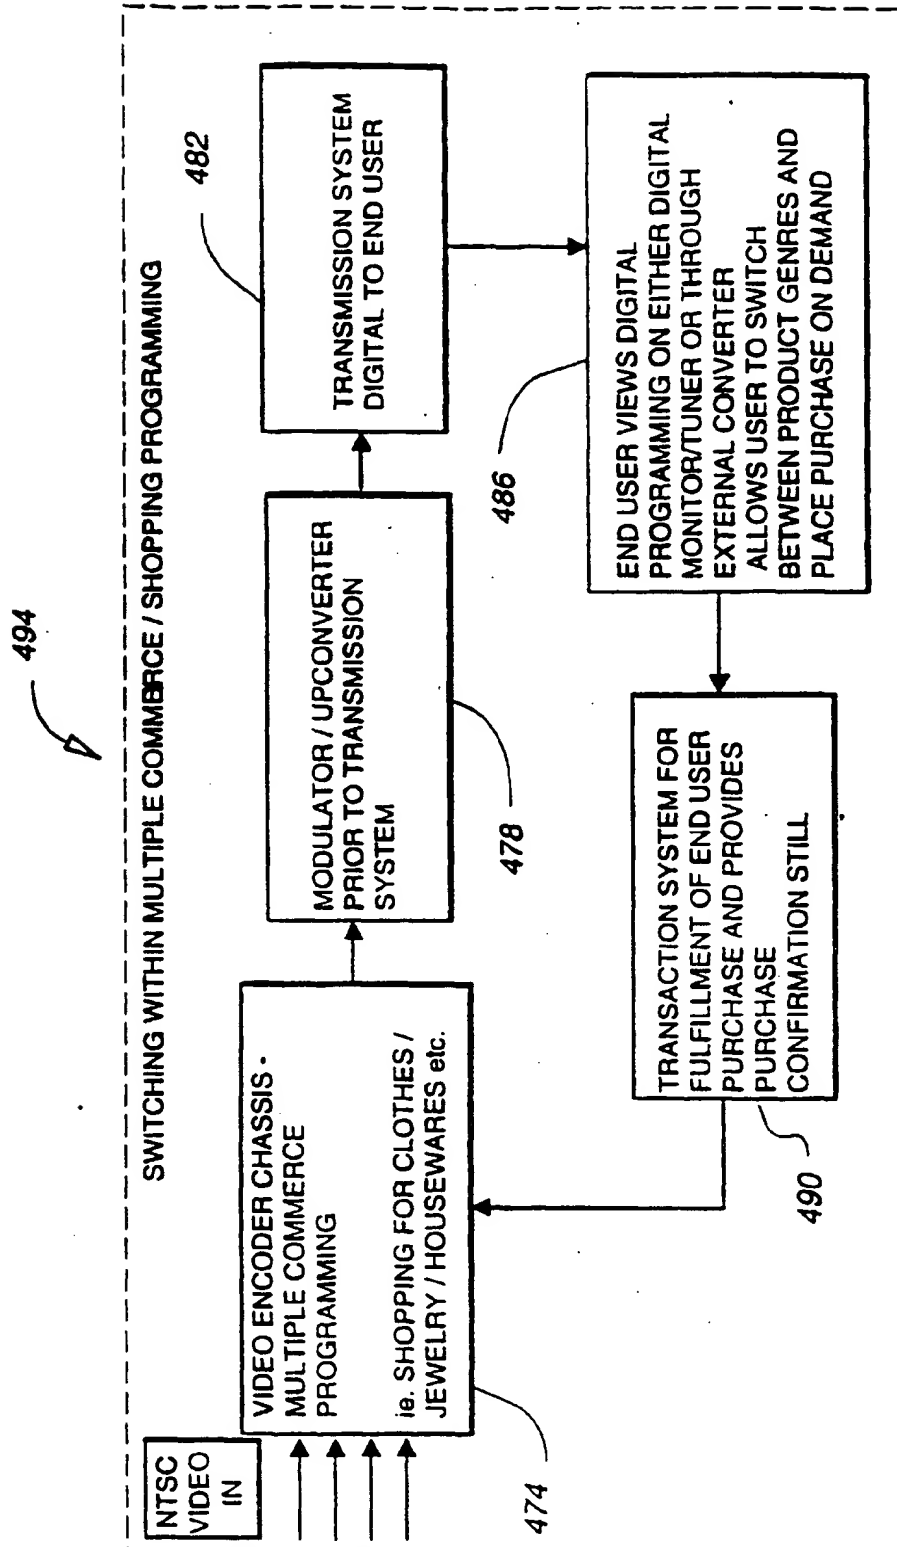 494
SWITCHING WITHIN MULTIPLE COMMERCE / SHOPPING PROGRAMMING
NTSC
VIDEO
IN
VIDEO ENCODER CHASSIS -
MULTIPLE COMMERCE
PROGRAMMING
ie. SHOPPING FOR CLOTHES /
JEWELRY / HOUSEWARES etc.
474
MODULATOR / UPCONVERTER
PRIOR TO TRANSMISSION
SYSTEM
478
TRANSMISSION SYSTEM
DIGITAL TO END USER
482
END USER VIEWS DIGITAL
PROGRAMMING ON EITHER DIGITAL
MONITOR/TUNER OR THROUGH
EXTERNAL CONVERTER
ALLOWS USER TO SWITCH
BETWEEN PRODUCT GENRES AND
PLACE PURCHASE ON DEMAND
486
TRANSACTION SYSTEM FOR
FULFILLMENT OF END USER
PURCHASE AND PROVIDES
PURCHASE
CONFIRMATION STILL
490